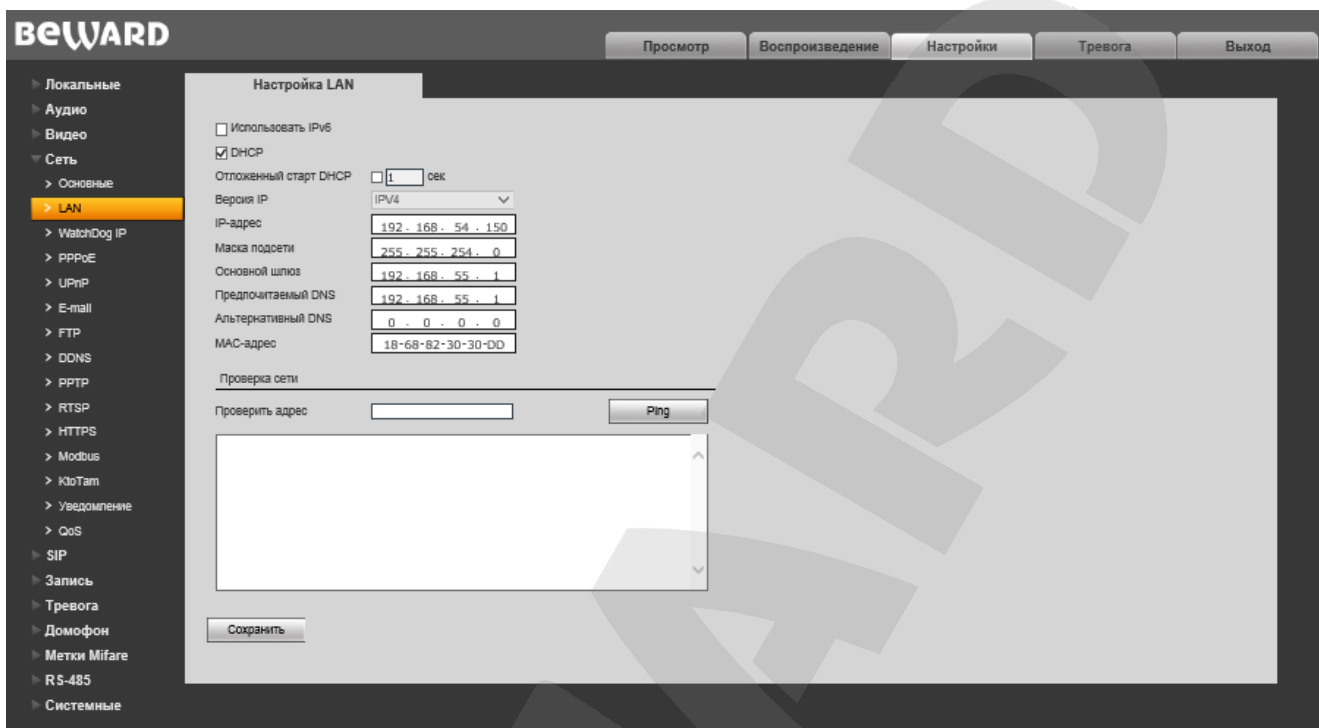 BEWARD
Просмотр
Воспроизведение
Настройки
Тревога
Выход
Локальные
Аудио
Видео
Сеть
> Основные
> LAN
> WatchDog IP
> PPPoE
> UPnP
> E-mail
> FTP
> DDNS
> PPTP
> RTSP
> HTTPS
> Modbus
> KtoTam
> Уведомление
> QoS
SIP
Запись
Тревога
Домофон
Метки Mifare
RS-485
Системные
Настройка LAN
Использовать IPv6
DHCP
Отложенный старт DHCP 1 сек
Версия IP IPV4
IP-адрес 192 . 168 . 54 . 150
Маска подсети 255 . 255 . 254 . 0
Основной шлюз 192 . 168 . 55 . 1
Предпочитаемый DNS 192 . 168 . 55 . 1
Альтернативный DNS 0 . 0 . 0 . 0
MAC-адрес 18-68-82-30-30-DD
Проверка сети
Проверить адрес Ping
Сохранить